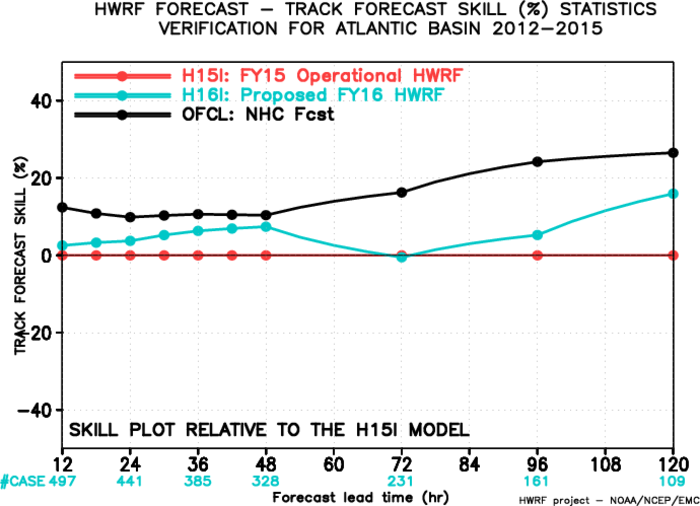 HWRF FORECAST – TRACK FORECAST SKILL (%) STATISTICS
VERIFICATION FOR ATLANTIC BASIN 2012–2015
H15I: FY15 Operational HWRF
H16I: Proposed FY16 HWRF
OFCL: NHC Fcst
TRACK FORECAST SKILL (%)
40
20
0
−20
−40
SKILL PLOT RELATIVE TO THE H15I MODEL
12 24 36 48 60 72 84 96 108 120
#CASE 497 441 385 328 231 161 109
Forecast lead time (hr)
HWRF project – NOAA/NCEP/EMC